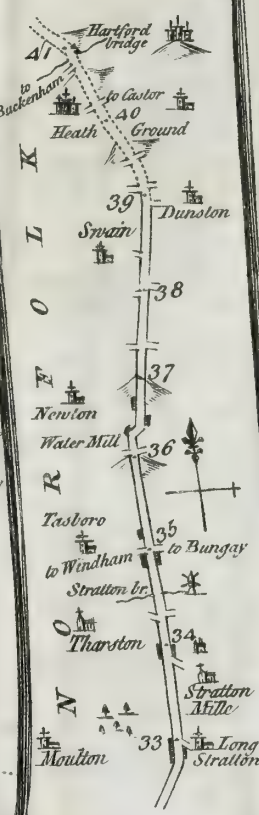 Hartford
bridge
41
to
Buckenham
to Castor
40
Heath Ground
39
Dunston
Swain
38
37
Newton
Water Mill
36
Tasboro
35
to Windham
to Bungay
Stratton br.
Tharston
34
Stratton
Mille
33
Moulton
Long
Stratton
NORFOLK